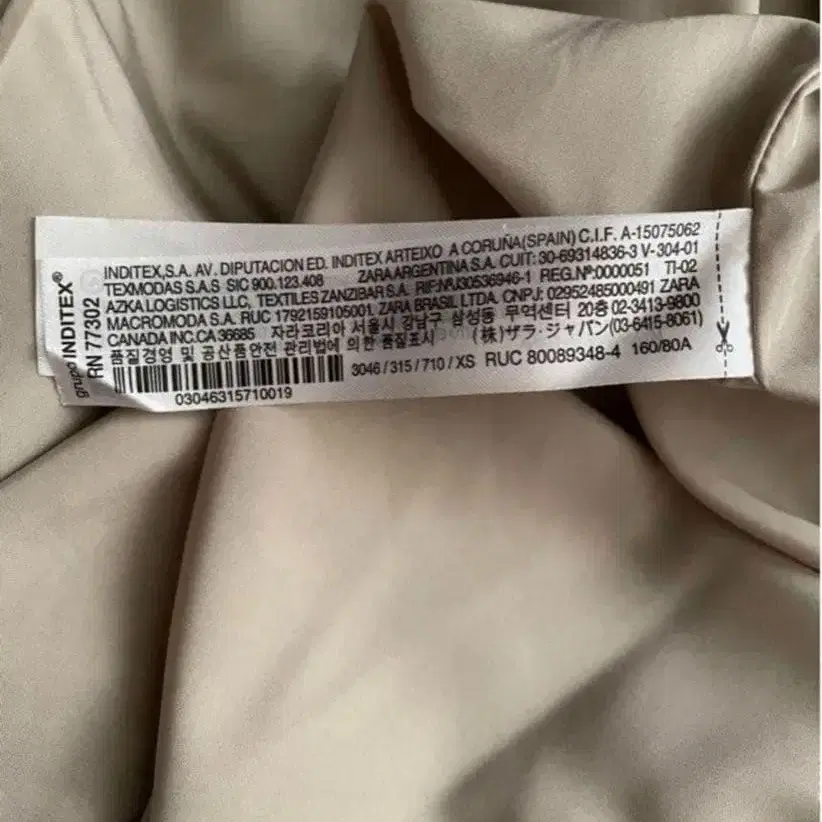 grupo INDITEX®
RN 77302
INDITEX,S.A. AV. DIPUTACION ED. INDITEX ARTEIXO A CORUÑA(SPAIN) C.I.F. A-15075062
TEXMODAS S.A.S SIC 900.123.408 ZARA ARGENTINA S.A. CUIT: 30-69314836-3 V-304-01
AZKA LOGISTICS LLC, TEXTILES ZANZIBAR S.A. RIF:Nº.J30536946-1 REG.Nº:0000051 TI-02
MACROMODA S.A. RUC 1792159105001. ZARA BRASIL LTDA. CNPJ: 02952485000491 ZARA
CANADA INC.CA 36685 자라코리아 서울시 강남구 삼성동 무역센터 20층 02-3413-9800
품질경영 및 공산품안전 관리법에 의한 품질표시 (株)ザラ・ジャパン(03-6415-8061)
3046 / 315 / 710 / XS RUC 80089348-4 160/80A
03046315710019